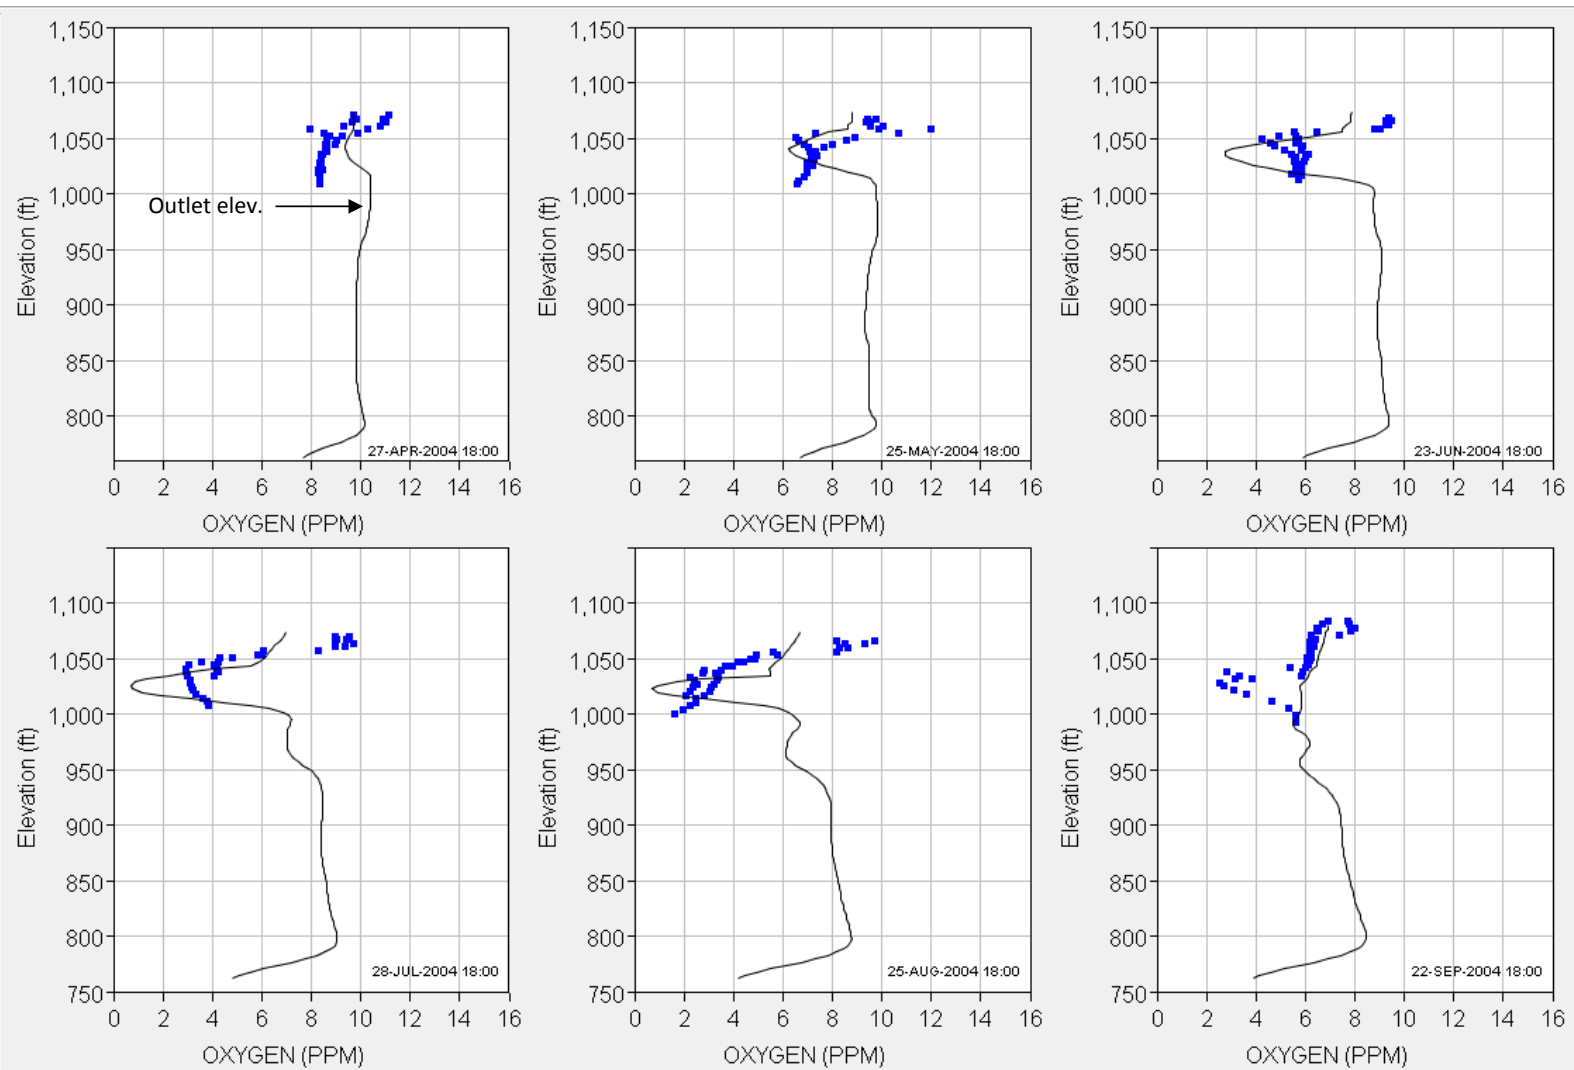 1,150
1,100
1,050
1,000
950
900
850
800
Elevation (ft)
Outlet elev.
27-APR-2004 18:00
0 2 4 6 8 10 12 14 16
OXYGEN (PPM)
1,150
1,100
1,050
1,000
950
900
850
800
Elevation (ft)
25-MAY-2004 18:00
0 2 4 6 8 10 12 14 16
OXYGEN (PPM)
1,150
1,100
1,050
1,000
950
900
850
800
Elevation (ft)
23-JUN-2004 18:00
0 2 4 6 8 10 12 14 16
OXYGEN (PPM)
1,100
1,050
1,000
950
900
850
800
750
Elevation (ft)
28-JUL-2004 18:00
0 2 4 6 8 10 12 14 16
OXYGEN (PPM)
1,100
1,050
1,000
950
900
850
800
750
Elevation (ft)
25-AUG-2004 18:00
0 2 4 6 8 10 12 14 16
OXYGEN (PPM)
1,100
1,050
1,000
950
900
850
800
750
Elevation (ft)
22-SEP-2004 18:00
0 2 4 6 8 10 12 14 16
OXYGEN (PPM)